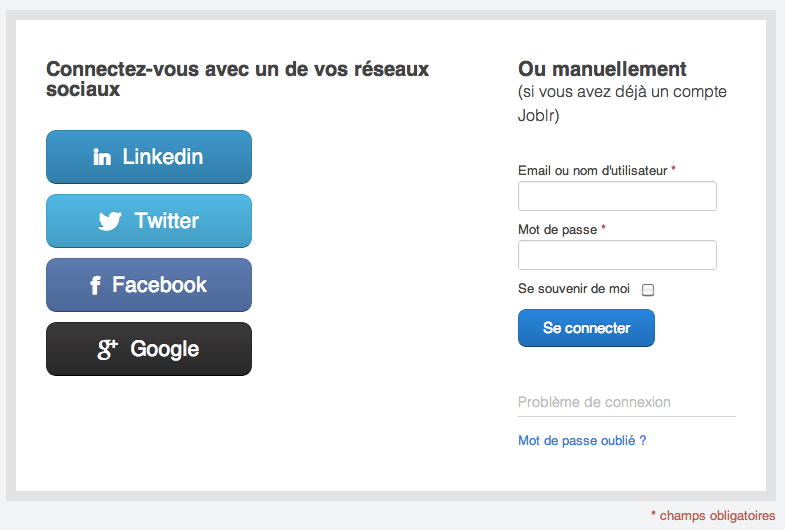 Connectez-vous avec un de vos réseaux
sociaux
in Linkedin
Twitter
f Facebook
g+ Google
Ou manuellement
(si vous avez déjà un compte
Joblr)
Email ou nom d'utilisateur *
Mot de passe *
Se souvenir de moi
Se connecter
Problème de connexion
Mot de passe oublié ?
* champs obligatoires